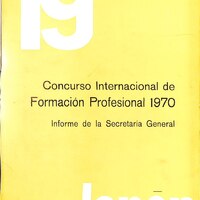 19
Concurso Internacional de
Formación Profesional 1970
Informe de la Secretaría General